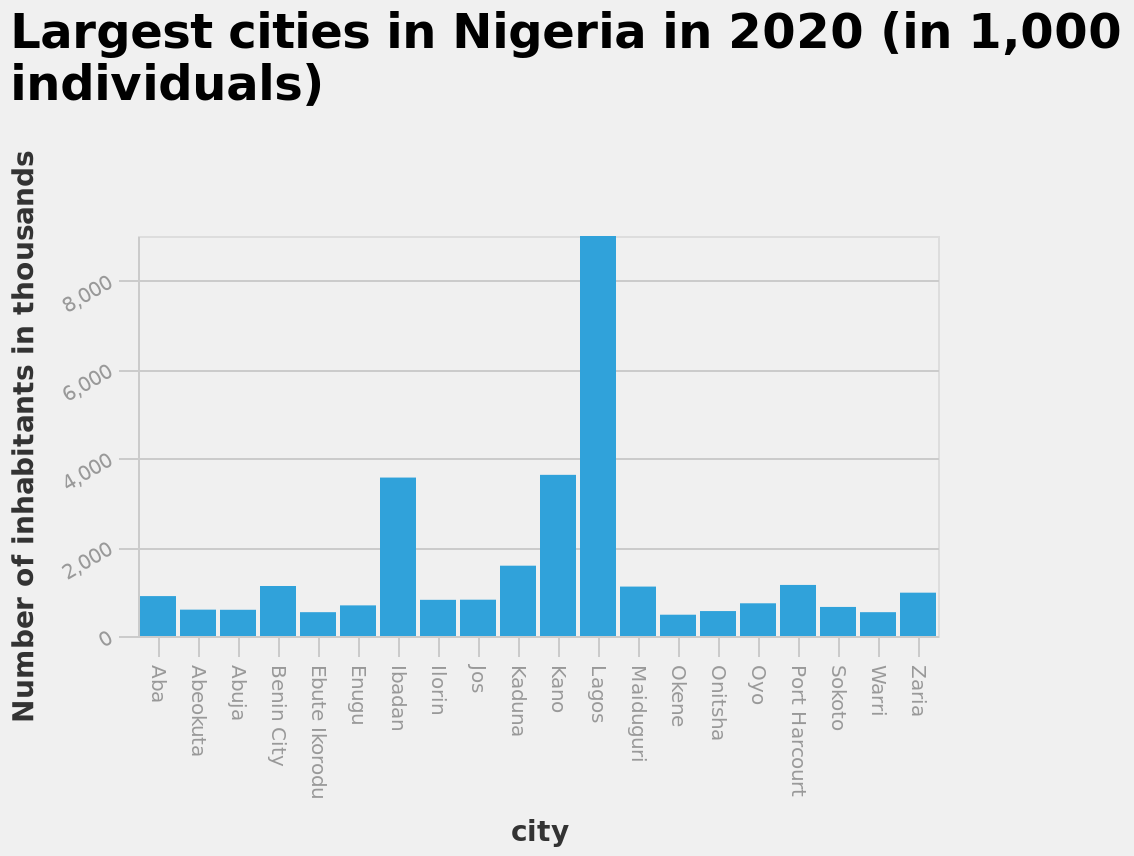 Largest cities in Nigeria in 2020 (in 1,000
individuals)
Number of inhabitants in thousands
8,000
6,000
4,000
2,000
0
Aba
Abeokuta
Abuja
Benin City
Ebute Ikorodu
Enugu
Ibadan
Ilorin
Jos
Kaduna
Kano
Lagos
Maiduguri
Okene
Onitsha
Oyo
Port Harcourt
Sokoto
Warri
Zaria
city